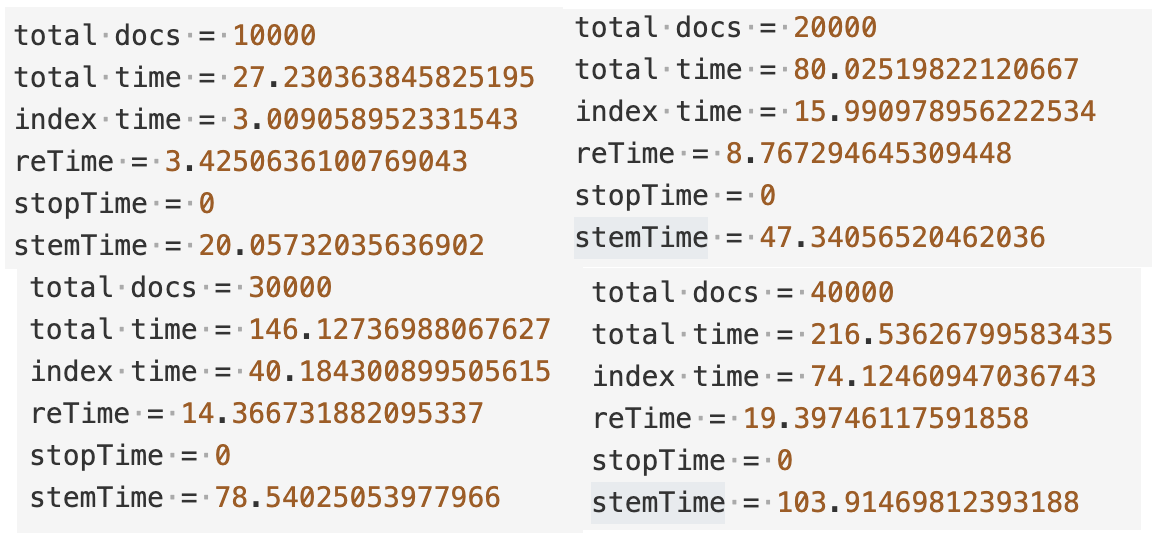 total docs = 10000
total time = 27.230363845825195
index time = 3.009058952331543
reTime = 3.4250636100769043
stopTime = 0
stemTime = 20.05732035636902
total docs = 20000
total time = 80.02519822120667
index time = 15.990978956222534
reTime = 8.767294645309448
stopTime = 0
stemTime = 47.34056520462036
total docs = 30000
total time = 146.12736988067627
index time = 40.184300899505615
reTime = 14.366731882095337
stopTime = 0
stemTime = 78.54025053977966
total docs = 40000
total time = 216.53626799583435
index time = 74.12460947036743
reTime = 19.39746117591858
stopTime = 0
stemTime = 103.91469812393188